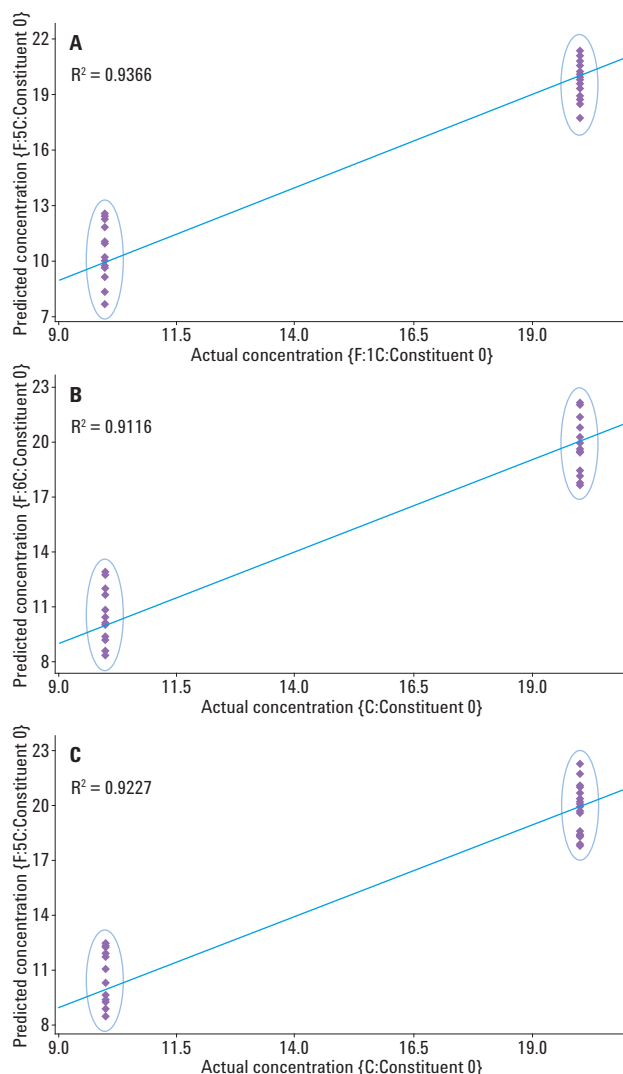 A
R² = 0.9366
Predicted concentration {F:5C:Constituent 0}
22
19
16
13
10
7
9.0 11.5 14.0 16.5 19.0
Actual concentration {F:1C:Constituent 0}
B
R² = 0.9116
Predicted concentration {F:6C:Constituent 0}
23
20
17
14
11
8
9.0 11.5 14.0 16.5 19.0
Actual concentration {C:Constituent 0}
C
R² = 0.9227
Predicted concentration {F:5C:Constituent 0}
23
20
17
14
11
8
9.0 11.5 14.0 16.5 19.0
Actual concentration {C:Constituent 0}